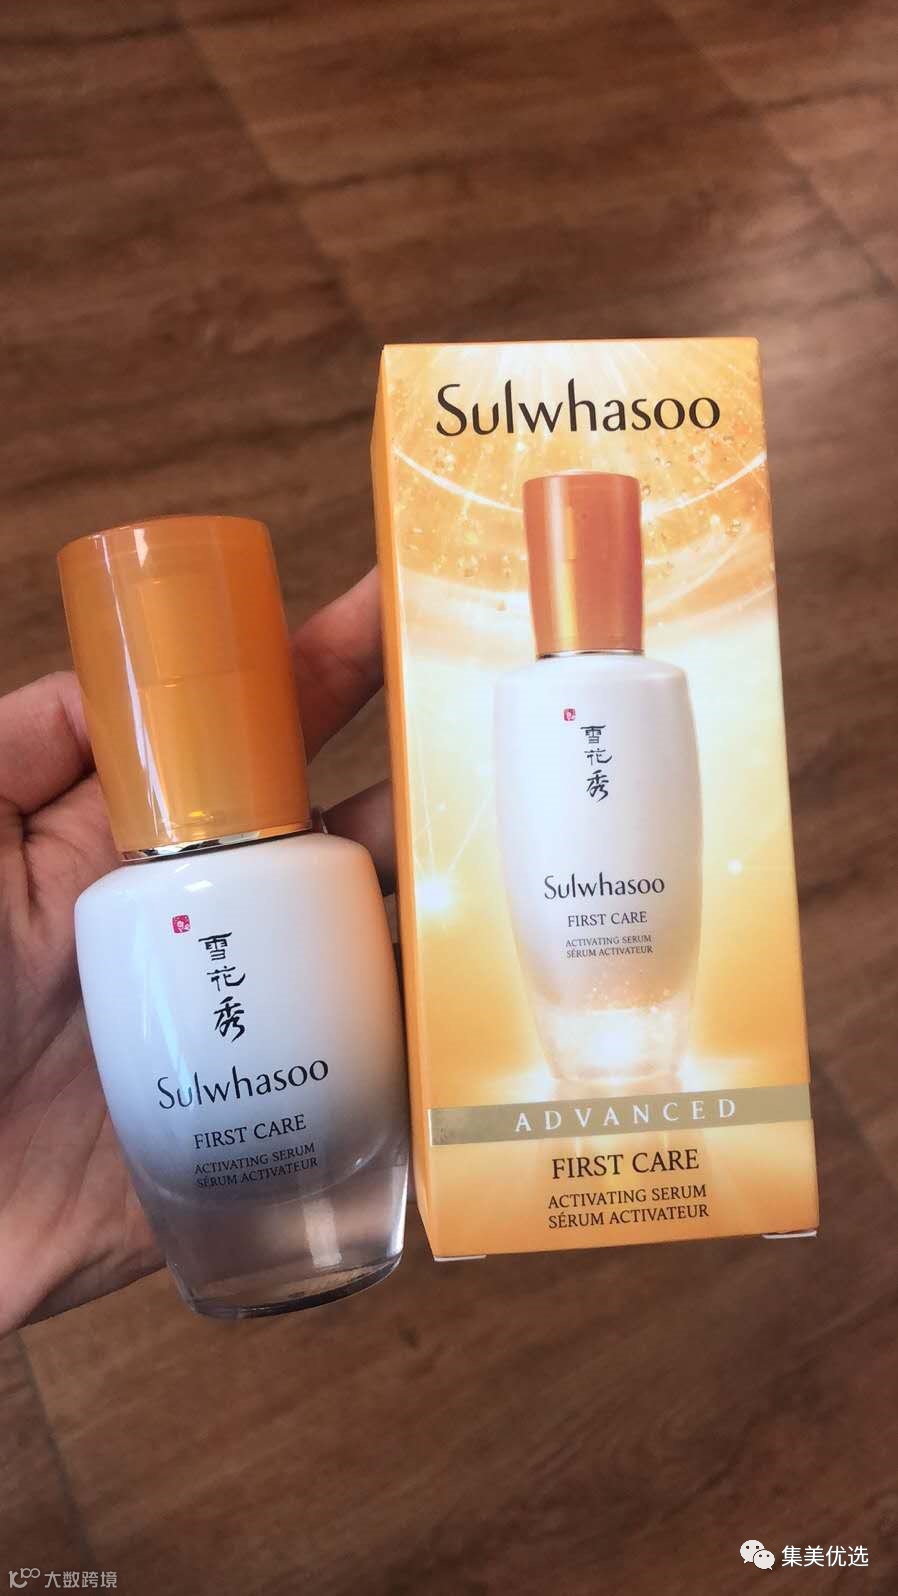 雪花秀
Sulwhasoo
FIRST CARE
ACTIVATING SERUM
SÉRUM ACTIVATEUR
Sulwhasoo
雪花秀
Sulwhasoo
FIRST CARE
ACTIVATING SERUM
SÉRUM ACTIVATEUR
ADVANCED
FIRST CARE
ACTIVATING SERUM
SÉRUM ACTIVATEUR
集美优选
大数跨境